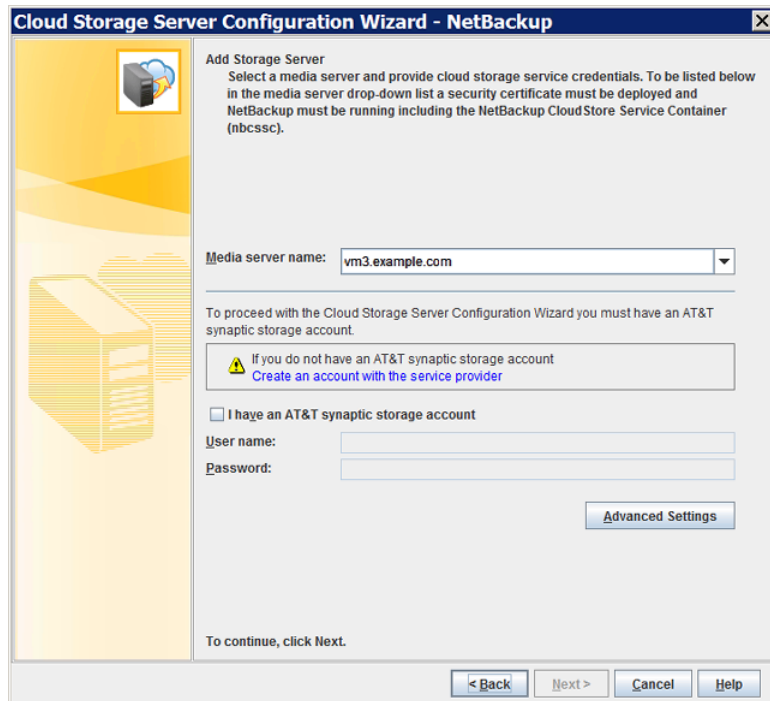 Cloud Storage Server Configuration Wizard - NetBackup
Add Storage Server
Select a media server and provide cloud storage service credentials. To be listed below
in the media server drop-down list a security certificate must be deployed and
NetBackup must be running including the NetBackup CloudStore Service Container
(nbcssc).
Media server name:
vm3.example.com
To proceed with the Cloud Storage Server Configuration Wizard you must have an AT&T
synaptic storage account.
If you do not have an AT&T synaptic storage account
Create an account with the service provider
I have an AT&T synaptic storage account
User name:
Password:
Advanced Settings
To continue, click Next.
< Back Next > Cancel Help